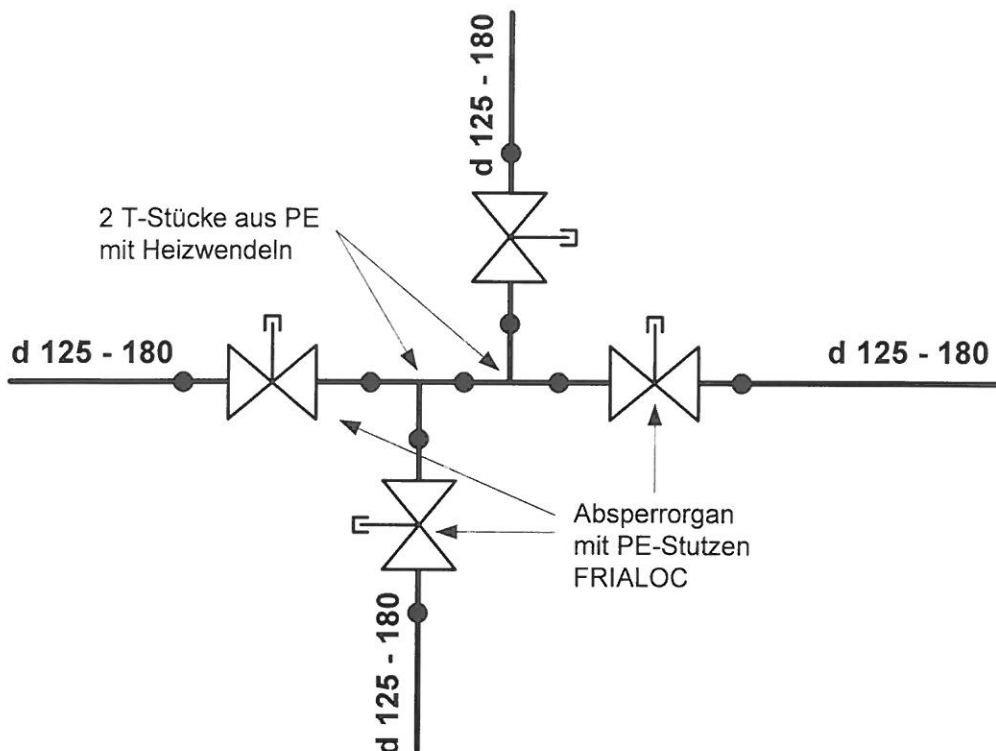 d 125 - 180
2 T-Stücke aus PE
mit Heizwendeln
d 125 - 180
d 125 - 180
Absperrorgan
mit PE-Stutzen
FRIALOC
d 125 - 180